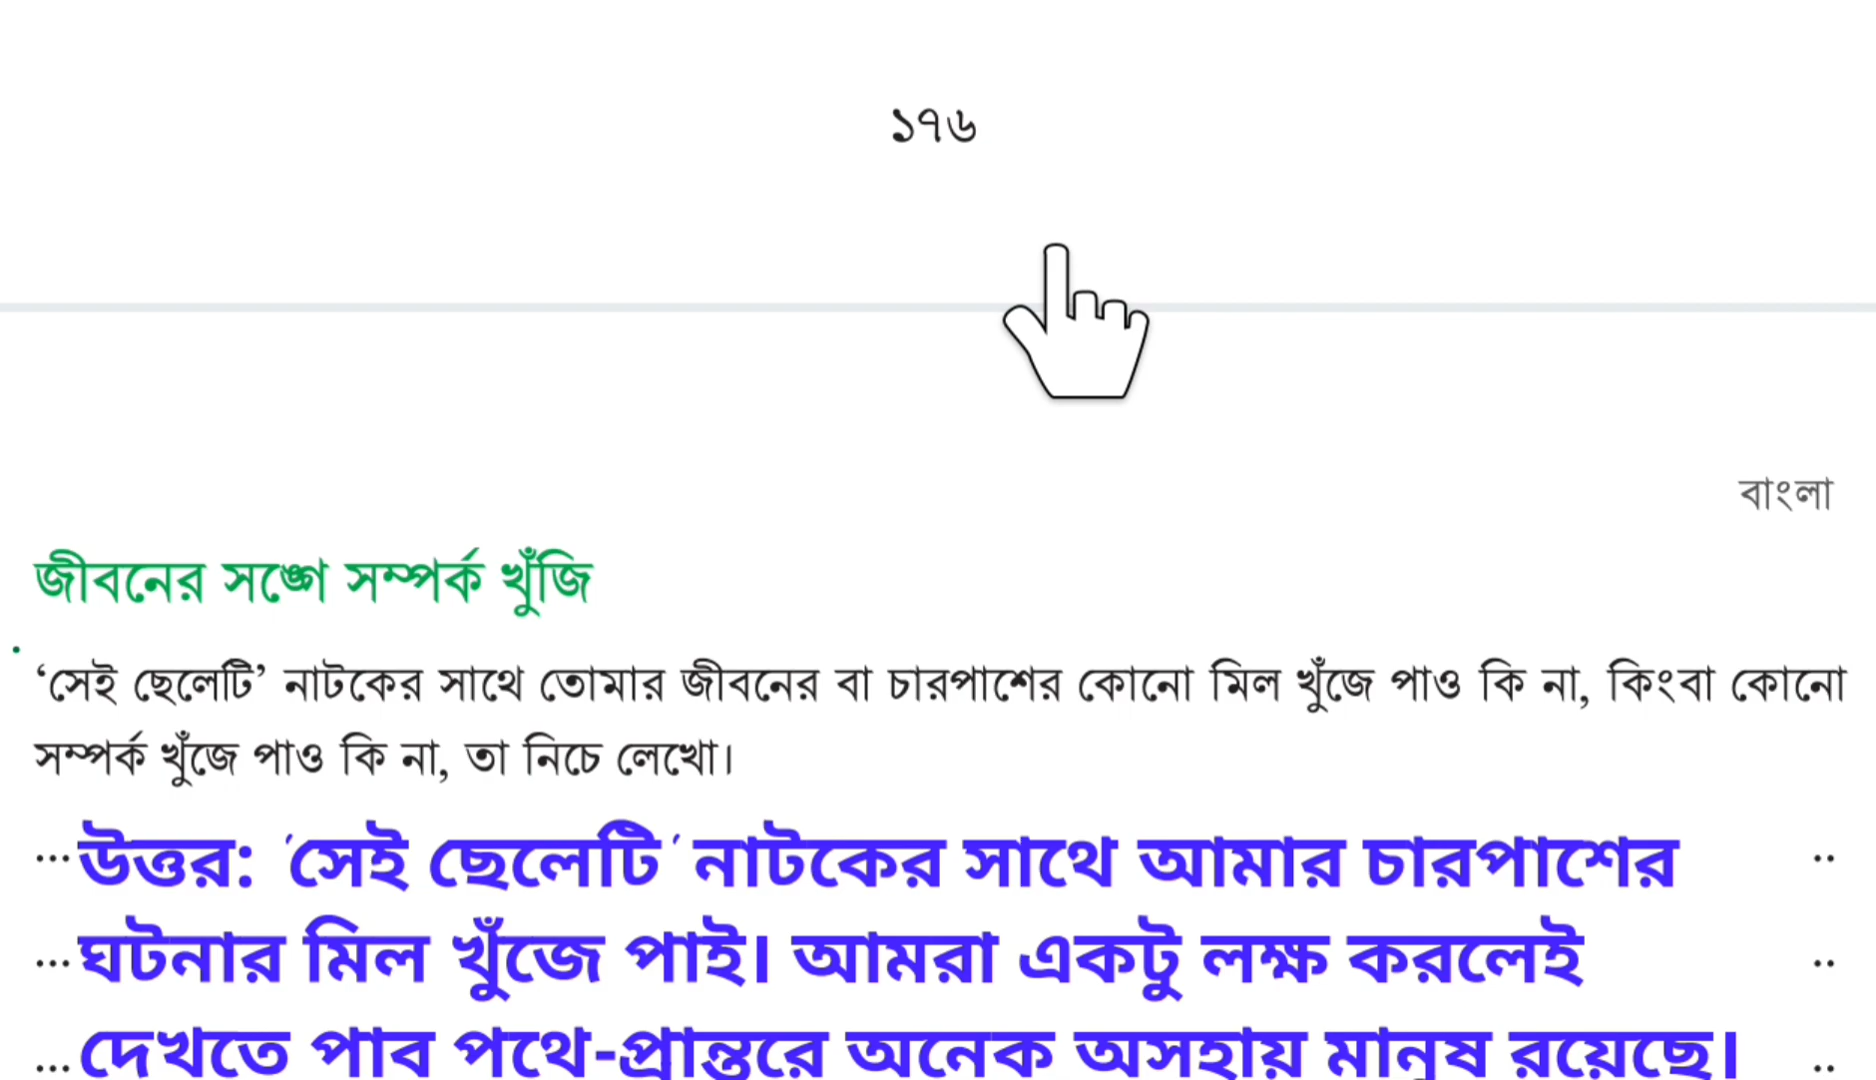 ১৭৬
বাংলা
জীবনের সঙ্গে সম্পর্ক খুঁজি
‘সেই ছেলেটি’ নাটকের সাথে তোমার জীবনের বা চারপাশের কোনো মিল খুঁজে পাও কি না, কিংবা কোনো
সম্পর্ক খুঁজে পাও কি না, তা নিচে লেখো।
...উত্তর: ´সেই ছেলেটি´ নাটকের সাথে আমার চারপাশের ..
...ঘটনার মিল খুঁজে পাই। আমরা একটু লক্ষ করলেই ..
...দেখতে পাব পথে-প্রান্তরে অনেক অসহায় মানুষ রয়েছে। ..